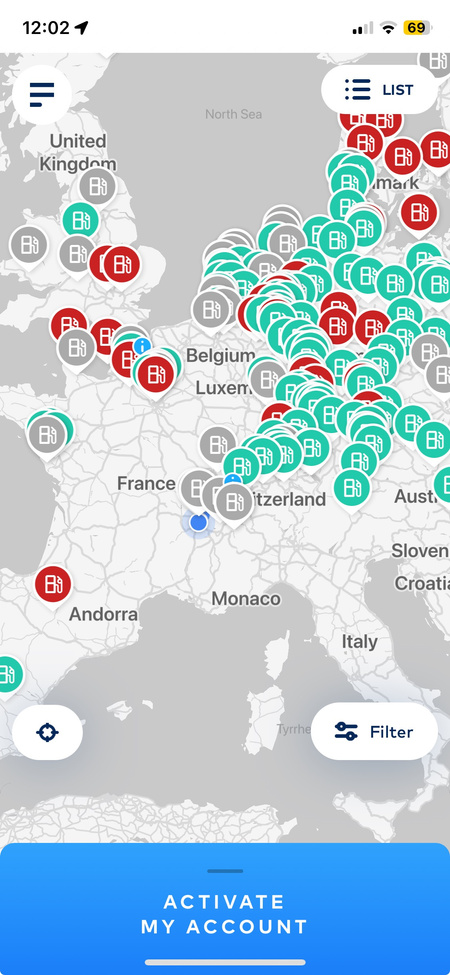 12:02
69
North Sea
LIST
United
Kingdom
mark
Belgium
Luxem
France
itzerland
Austi
Sloven
Croatia
Monaco
Andorra
Italy
Tyrrhe
Filter
ACTIVATE
MY ACCOUNT